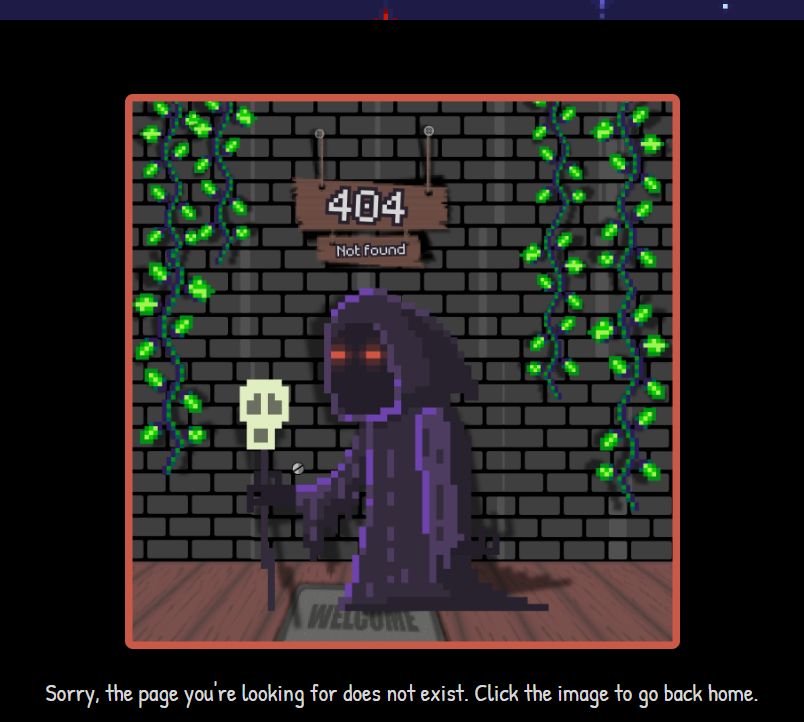 404
Not found
WELCOME
Sorry, the page you're looking for does not exist. Click the image to go back home.